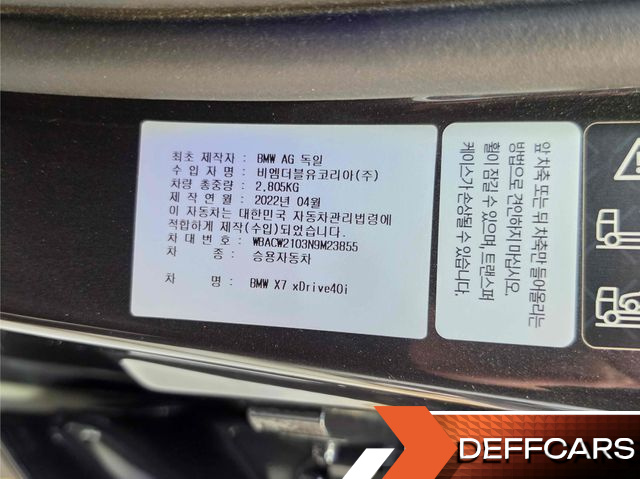 최초 제작자 : BMW AG 독일
수 입 자 명 : 비엠더블유코리아(주)
차량 총중량 : 2,805KG
제 작 연 월 : 2022년 04월
이 자동차는 대한민국 자동차관리법령에
적합하게 제작(수입)되었습니다.
차 대 번 호 : WBACW2103N9M23855
차 종 : 승용자동차
차 명 : BMW X7 xDrive40i
앞 차축 또는 뒤 차축만 들어올리는
방법으로 견인하지 마십시오.
휠이 잠길 수 있으며, 트랜스퍼
케이스가 손상될 수 있습니다.
DEFFCARS